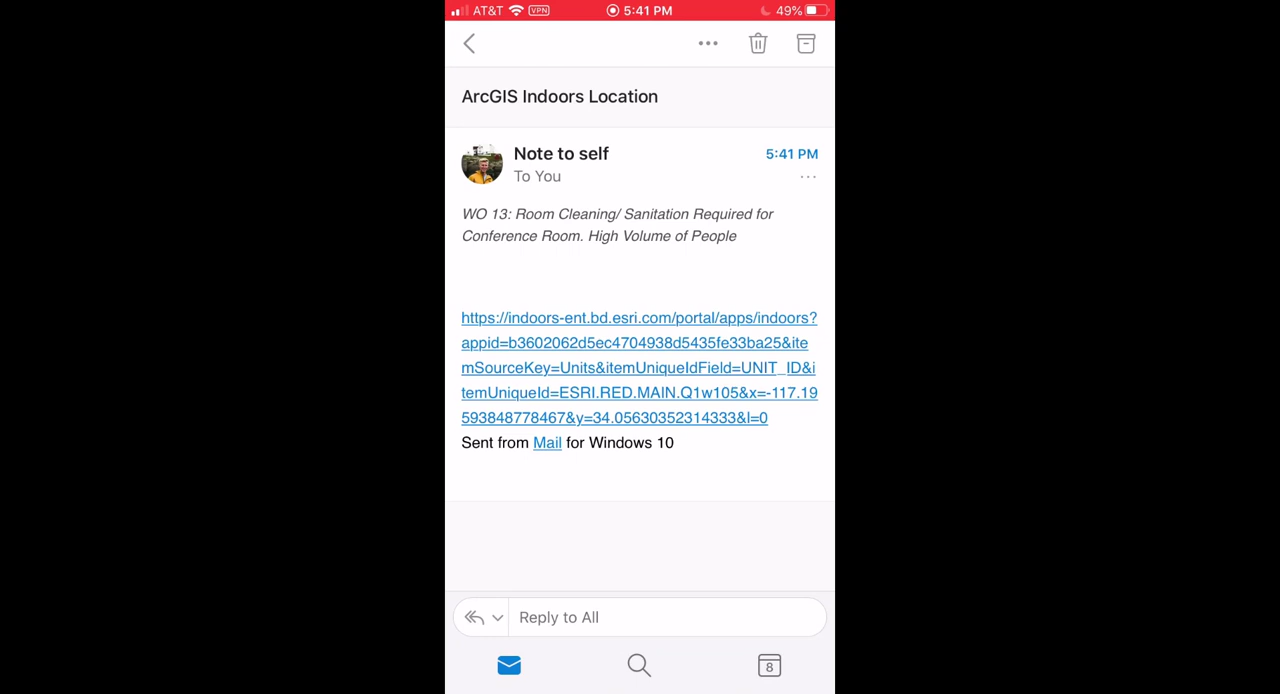 AT&T VPN 5:41 PM 49%
ArcGIS Indoors Location
Note to self 5:41 PM
To You
WO 13: Room Cleaning/ Sanitation Required for
Conference Room. High Volume of People
https://indoors-ent.bd.esri.com/portal/apps/indoors?
appid=b3602062d5ec4704938d5435fe33ba25&ite
mSourceKey=Units&itemUniqueIdField=UNIT_ID&i
temUniqueId=ESRI.RED.MAIN.Q1w105&x=-117.19
593848778467&y=34.05630352314333&l=0
Sent from Mail for Windows 10
Reply to All
8